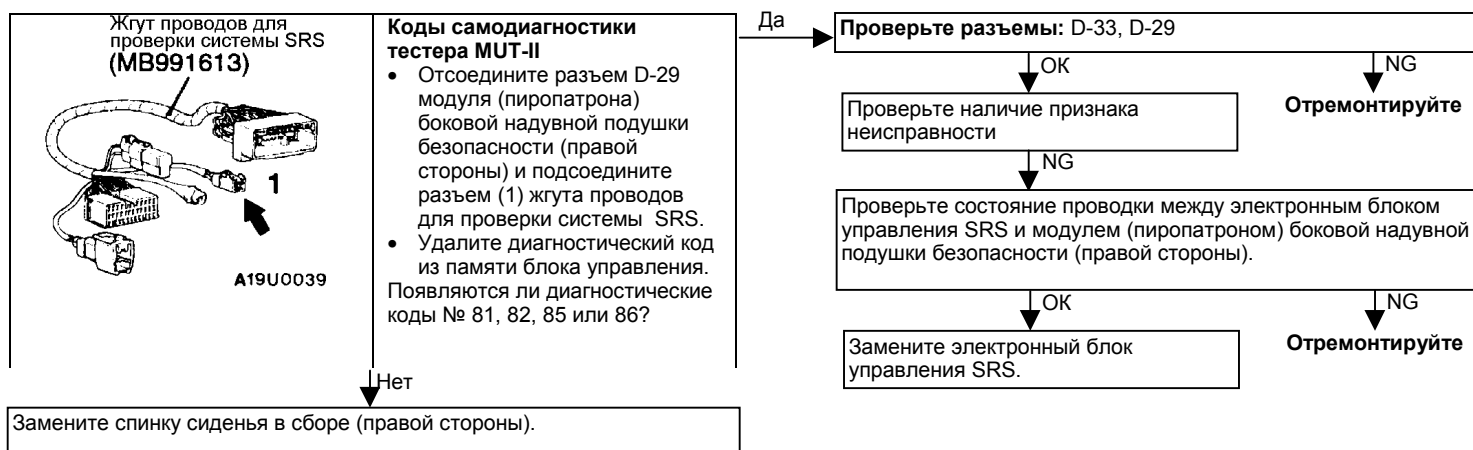 Жгут проводов для
проверки системы SRS
(MB991613)
1
A19U0039
Коды самодиагностики
тестера MUT-II
• Отсоедините разъем D-29
модуля (пиропатрона)
боковой надувной подушки
безопасности (правой
стороны) и подсоедините
разъем (1) жгута проводов
для проверки системы SRS.
• Удалите диагностический код
из памяти блока управления.
Появляются ли диагностические
коды № 81, 82, 85 или 86?
Да
Проверьте разъемы: D-33, D-29
OK
NG
Проверьте наличие признака
неисправности
Отремонтируйте
NG
Проверьте состояние проводки между электронным блоком
управления SRS и модулем (пиропатроном) боковой надувной
подушки безопасности (правой стороны).
OK
NG
Замените электронный блок
управления SRS.
Отремонтируйте
Нет
Замените спинку сиденья в сборе (правой стороны).